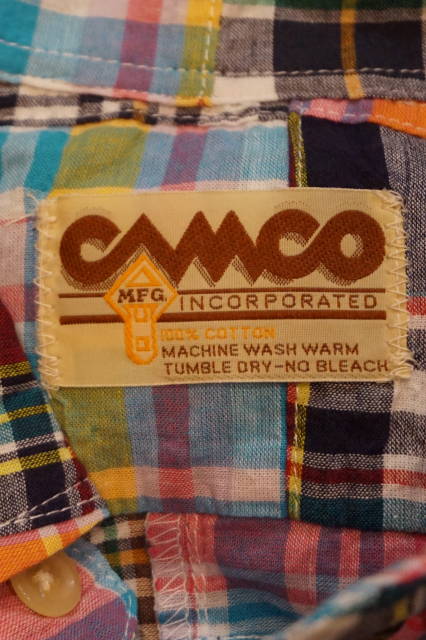 CAMCO
MFG. INCORPORATED
100% COTTON
MACHINE WASH WARM
TUMBLE DRY-NO BLEACH